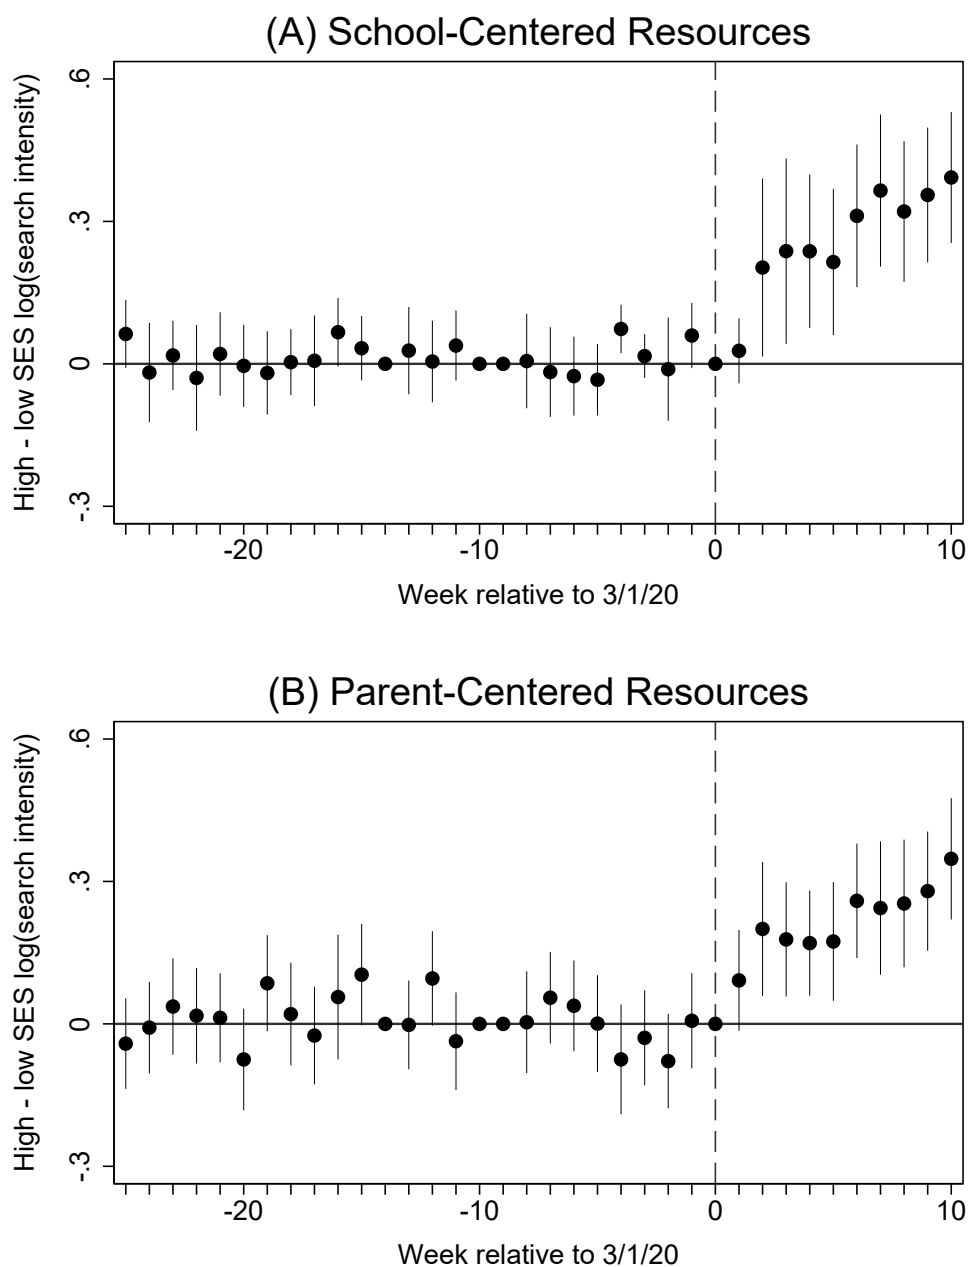 (A) School-Centered Resources
High - low SES log(search intensity)
.6
.3
0
-.3
-20 -10 0 10
Week relative to 3/1/20
(B) Parent-Centered Resources
High - low SES log(search intensity)
.6
.3
0
-.3
-20 -10 0 10
Week relative to 3/1/20